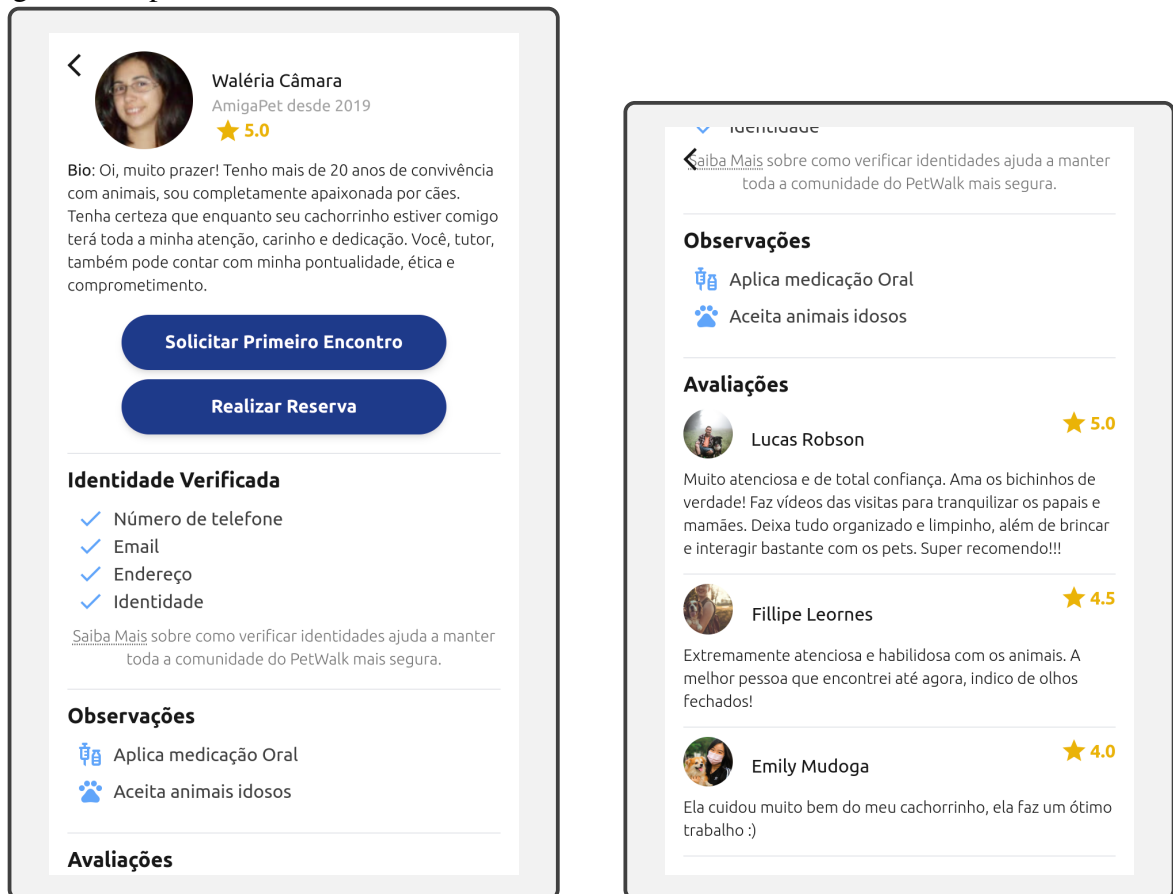 Waléria Câmara
AmigaPet desde 2019
5.0
Bio: Oi, muito prazer! Tenho mais de 20 anos de convivência
com animais, sou completamente apaixonada por cães.
Tenha certeza que enquanto seu cachorrinho estiver comigo
terá toda a minha atenção, carinho e dedicação. Você, tutor,
também pode contar com minha pontualidade, ética e
comprometimento.
Solicitar Primeiro Encontro
Realizar Reserva
Identidade Verificada
Número de telefone
Email
Endereço
Identidade
Saiba Mais sobre como verificar identidades ajuda a manter
toda a comunidade do PetWalk mais segura.
Observações
Aplica medicação Oral
Aceita animais idosos
Avaliações
Identidade
Saiba Mais sobre como verificar identidades ajuda a manter
toda a comunidade do PetWalk mais segura.
Observações
Aplica medicação Oral
Aceita animais idosos
Avaliações
Lucas Robson
5.0
Muito atenciosa e de total confiança. Ama os bichinhos de
verdade! Faz vídeos das visitas para tranquilizar os papais e
mamães. Deixa tudo organizado e limpinho, além de brincar
e interagir bastante com os pets. Super recomendo!!!
Fillipe Leornes
4.5
Extremamente atenciosa e habilidosa com os animais. A
melhor pessoa que encontrei até agora, indico de olhos
fechados!
Emily Mudoga
4.0
Ela cuidou muito bem do meu cachorrinho, ela faz um ótimo
trabalho :)